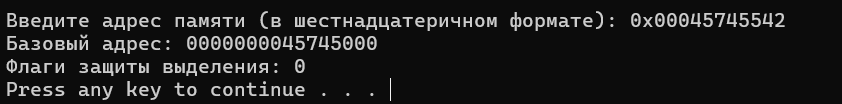 Введите адрес памяти (в шестнадцатеричном формате): 0x00045745542
Базовый адрес: 0000000045745000
Флаги защиты выделения: 0
Press any key to continue . . .